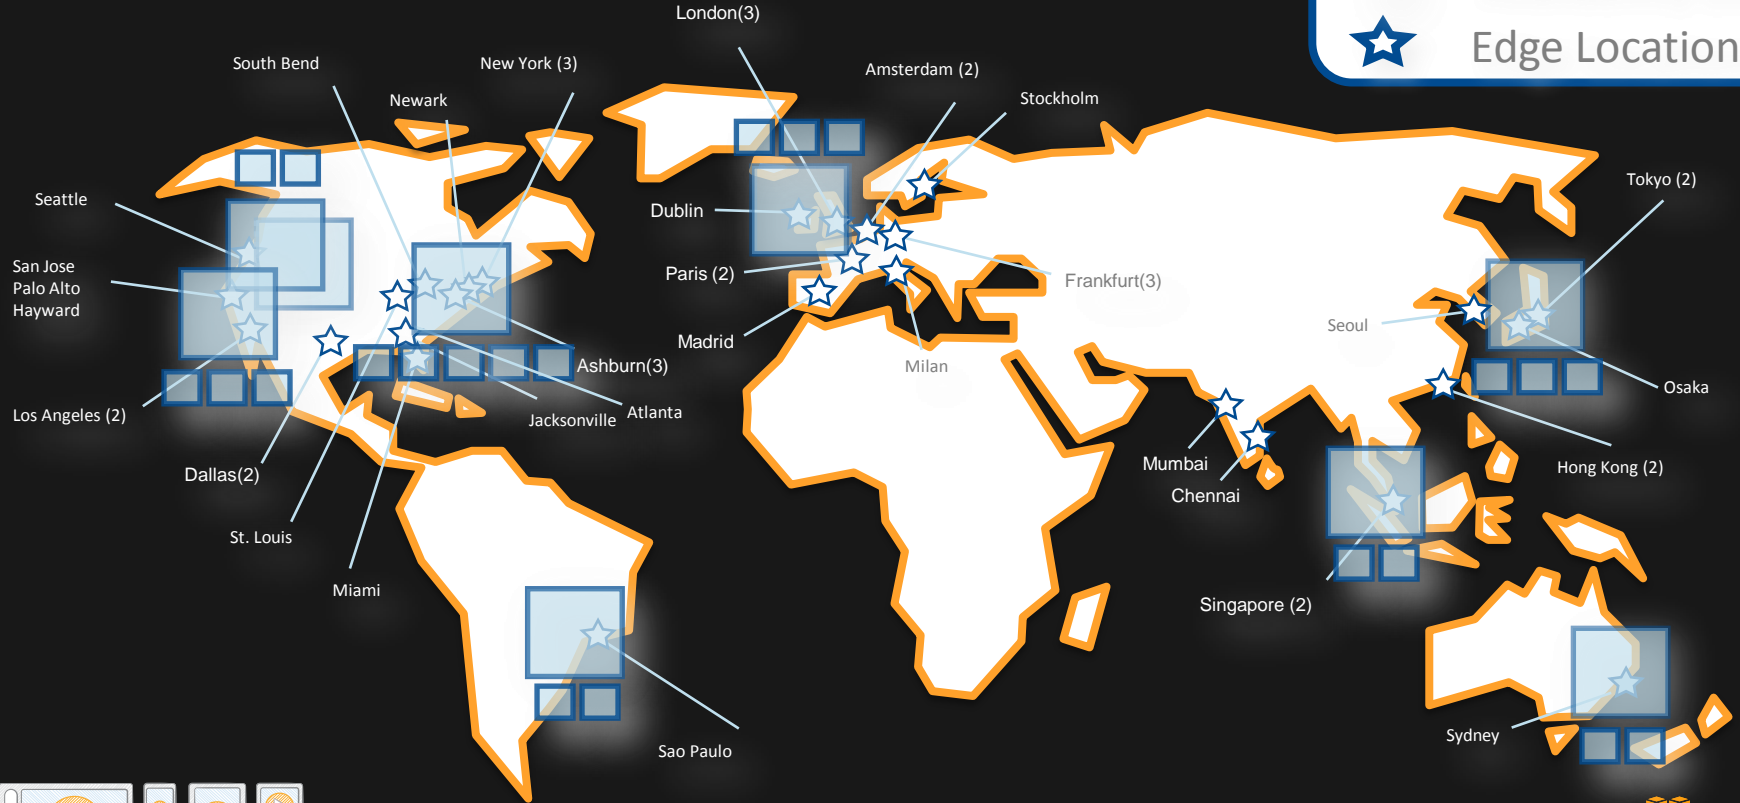 London(3)
Edge Location
South Bend
New York (3)
Amsterdam (2)
Newark
Stockholm
Seattle
Tokyo (2)
Dublin
San Jose
Palo Alto
Hayward
Paris (2)
Frankfurt(3)
Seoul
Madrid
Milan
Ashburn(3)
Osaka
Los Angeles (2)
Jacksonville
Atlanta
Mumbai
Hong Kong (2)
Dallas(2)
Chennai
St. Louis
Miami
Singapore (2)
Sao Paulo
Sydney